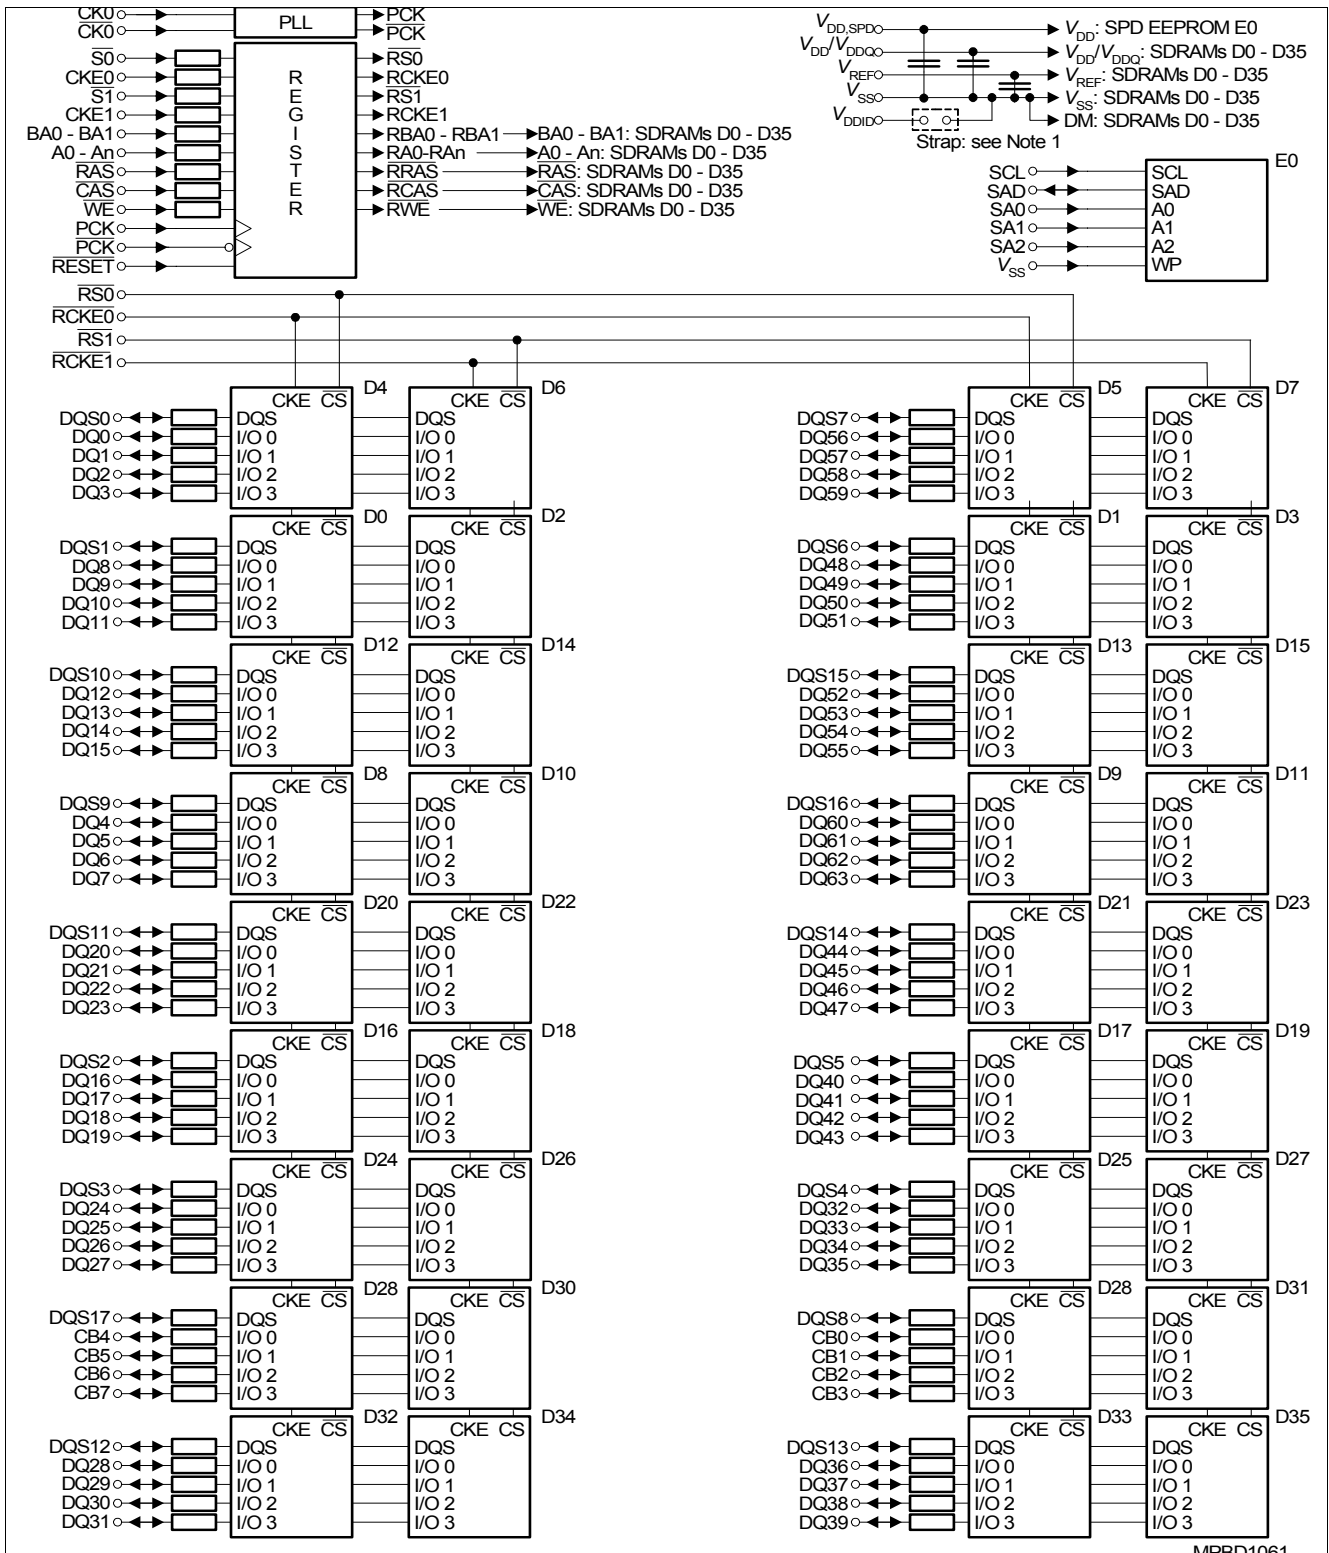 CK0 PLL PCK
CK0 PCK
S0 RS0
CKE0 R RCKE0
S1 E RS1
CKE1 G RCKE1
BA0 - BA1 I RBA0 - RBA1 BA0 - BA1: SDRAMs D0 - D35
A0 - An S RA0-RAn A0 - An: SDRAMs D0 - D35
RAS T RRAS RAS: SDRAMs D0 - D35
CAS E RCAS CAS: SDRAMs D0 - D35
WE R RWE WE: SDRAMs D0 - D35
PCK
PCK
RESET
VDD,SPD VDD: SPD EEPROM E0
VDD/VDDQ VDD/VDDQ: SDRAMs D0 - D35
VREF VREF: SDRAMs D0 - D35
VSS VSS: SDRAMs D0 - D35
VDDID DM: SDRAMs D0 - D35
Strap: see Note 1
E0
SCL SCL
SAD SAD
SA0 A0
SA1 A1
SA2 A2
VSS WP
RS0
RCKE0
RS1
RCKE1
D4 D6 D5 D7
CKE CS CKE CS CKE CS CKE CS
DQS0 DQS DQS DQS7 DQS DQS
DQ0 I/O 0 I/O 0 DQ56 I/O 0 I/O 0
DQ1 I/O 1 I/O 1 DQ57 I/O 1 I/O 1
DQ2 I/O 2 I/O 2 DQ58 I/O 2 I/O 2
DQ3 I/O 3 I/O 3 DQ59 I/O 3 I/O 3
D0 D2 D1 D3
CKE CS CKE CS CKE CS CKE CS
DQS1 DQS DQS DQS6 DQS DQS
DQ8 I/O 0 I/O 0 DQ48 I/O 0 I/O 0
DQ9 I/O 1 I/O 1 DQ49 I/O 1 I/O 1
DQ10 I/O 2 I/O 2 DQ50 I/O 2 I/O 2
DQ11 I/O 3 I/O 3 DQ51 I/O 3 I/O 3
D12 D14 D13 D15
CKE CS CKE CS CKE CS CKE CS
DQS10 DQS DQS DQS15 DQS DQS
DQ12 I/O 0 I/O 0 DQ52 I/O 0 I/O 0
DQ13 I/O 1 I/O 1 DQ53 I/O 1 I/O 1
DQ14 I/O 2 I/O 2 DQ54 I/O 2 I/O 2
DQ15 I/O 3 I/O 3 DQ55 I/O 3 I/O 3
D8 D10 D9 D11
CKE CS CKE CS CKE CS CKE CS
DQS9 DQS DQS DQS16 DQS DQS
DQ4 I/O 0 I/O 0 DQ60 I/O 0 I/O 0
DQ5 I/O 1 I/O 1 DQ61 I/O 1 I/O 1
DQ6 I/O 2 I/O 2 DQ62 I/O 2 I/O 2
DQ7 I/O 3 I/O 3 DQ63 I/O 3 I/O 3
D20 D22 D21 D23
CKE CS CKE CS CKE CS CKE CS
DQS11 DQS DQS DQS14 DQS DQS
DQ20 I/O 0 I/O 0 DQ44 I/O 0 I/O 0
DQ21 I/O 1 I/O 1 DQ45 I/O 1 I/O 1
DQ22 I/O 2 I/O 2 DQ46 I/O 2 I/O 2
DQ23 I/O 3 I/O 3 DQ47 I/O 3 I/O 3
D16 D18 D17 D19
CKE CS CKE CS CKE CS CKE CS
DQS2 DQS DQS DQS5 DQS DQS
DQ16 I/O 0 I/O 0 DQ40 I/O 0 I/O 0
DQ17 I/O 1 I/O 1 DQ41 I/O 1 I/O 1
DQ18 I/O 2 I/O 2 DQ42 I/O 2 I/O 2
DQ19 I/O 3 I/O 3 DQ43 I/O 3 I/O 3
D24 D26 D25 D27
CKE CS CKE CS CKE CS CKE CS
DQS3 DQS DQS DQS4 DQS DQS
DQ24 I/O 0 I/O 0 DQ32 I/O 0 I/O 0
DQ25 I/O 1 I/O 1 DQ33 I/O 1 I/O 1
DQ26 I/O 2 I/O 2 DQ34 I/O 2 I/O 2
DQ27 I/O 3 I/O 3 DQ35 I/O 3 I/O 3
D28 D30 D28 D31
CKE CS CKE CS CKE CS CKE CS
DQS17 DQS DQS DQS8 DQS DQS
CB4 I/O 0 I/O 0 CB0 I/O 0 I/O 0
CB5 I/O 1 I/O 1 CB1 I/O 1 I/O 1
CB6 I/O 2 I/O 2 CB2 I/O 2 I/O 2
CB7 I/O 3 I/O 3 CB3 I/O 3 I/O 3
D32 D34 D33 D35
CKE CS CKE CS CKE CS CKE CS
DQS12 DQS DQS DQS13 DQS DQS
DQ28 I/O 0 I/O 0 DQ36 I/O 0 I/O 0
DQ29 I/O 1 I/O 1 DQ37 I/O 1 I/O 1
DQ30 I/O 2 I/O 2 DQ38 I/O 2 I/O 2
DQ31 I/O 3 I/O 3 DQ39 I/O 3 I/O 3
MPBD1061